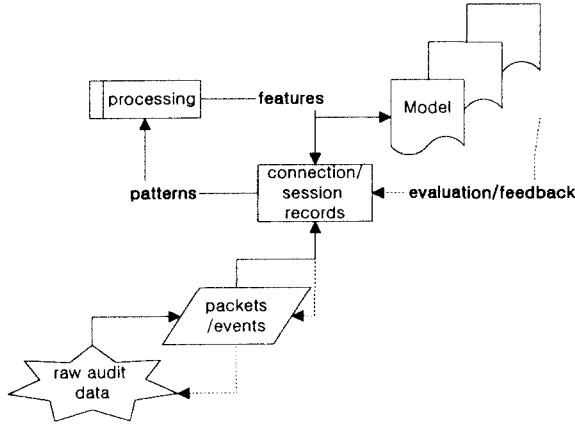 processing
features
Model
patterns
connection/
session
records
evaluation/feedback
packets
/events
raw audit
data